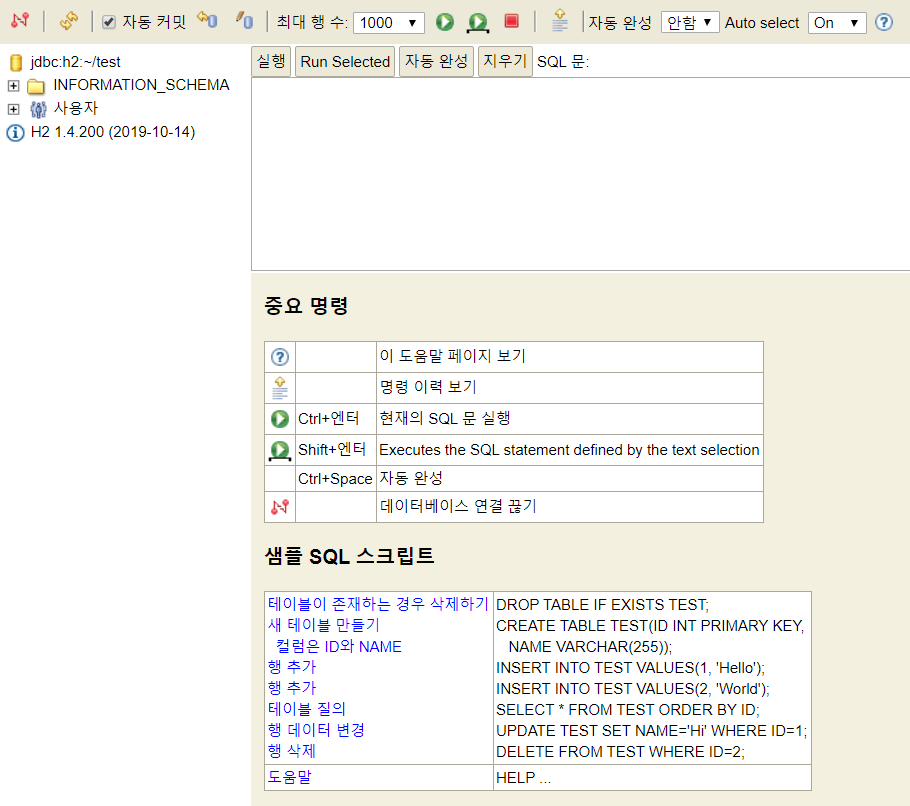 자동 커밋 최대 행 수: 1000 자동 완성 안함 Auto select On
jdbc:h2:~/test
INFORMATION_SCHEMA
사용자
H2 1.4.200 (2019-10-14)
실행 Run Selected 자동 완성 지우기 SQL 문:
중요 명령
이 도움말 페이지 보기
명령 이력 보기
Ctrl+엔터 현재의 SQL 문 실행
Shift+엔터 Executes the SQL statement defined by the text selection
Ctrl+Space 자동 완성
데이터베이스 연결 끊기
샘플 SQL 스크립트
테이블이 존재하는 경우 삭제하기 DROP TABLE IF EXISTS TEST;
새 테이블 만들기 CREATE TABLE TEST(ID INT PRIMARY KEY,
컬럼은 ID와 NAME NAME VARCHAR(255));
행 추가 INSERT INTO TEST VALUES(1, 'Hello');
행 추가 INSERT INTO TEST VALUES(2, 'World');
테이블 질의 SELECT * FROM TEST ORDER BY ID;
행 데이터 변경 UPDATE TEST SET NAME='Hi' WHERE ID=1;
행 삭제 DELETE FROM TEST WHERE ID=2;
도움말 HELP ...